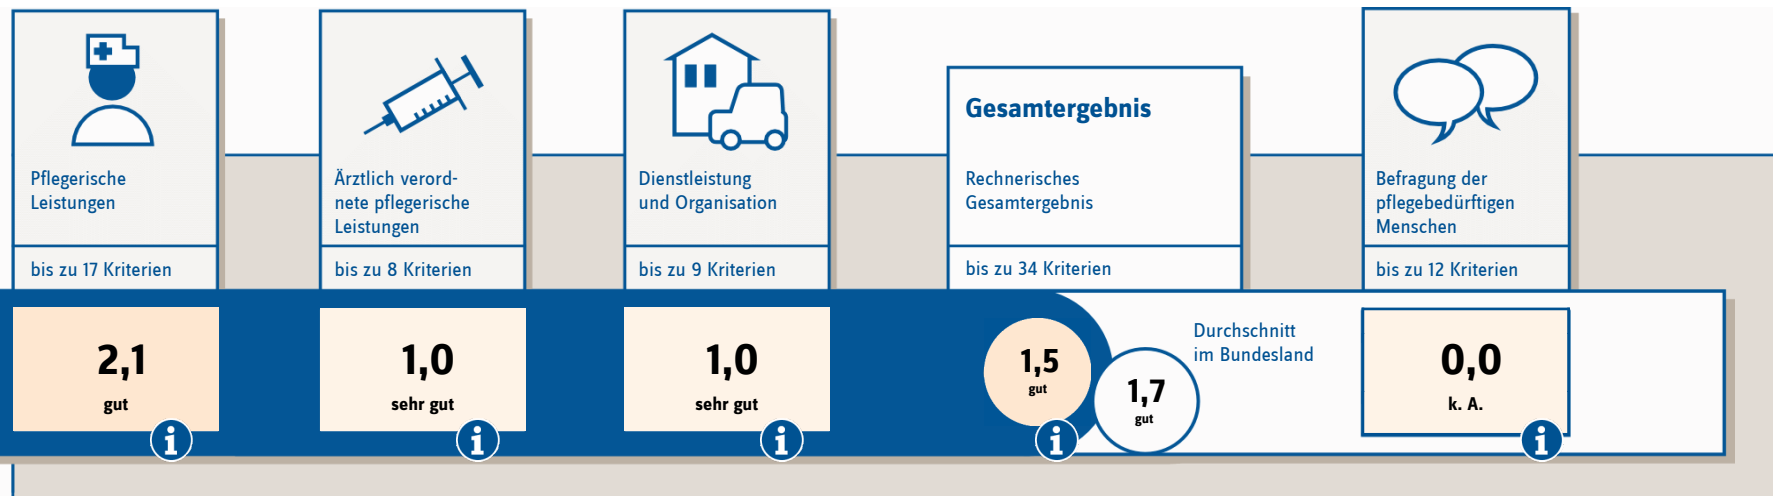 Pflegerische
Leistungen
bis zu 17 Kriterien
2,1
gut
Ärztlich verord-
nete pflegerische
Leistungen
bis zu 8 Kriterien
1,0
sehr gut
Dienstleistung
und Organisation
bis zu 9 Kriterien
1,0
sehr gut
Gesamtergebnis
Rechnerisches
Gesamtergebnis
bis zu 34 Kriterien
1,5
gut
Durchschnitt
im Bundesland
1,7
gut
Befragung der
pflegebedürftigen
Menschen
bis zu 12 Kriterien
0,0
k. A.